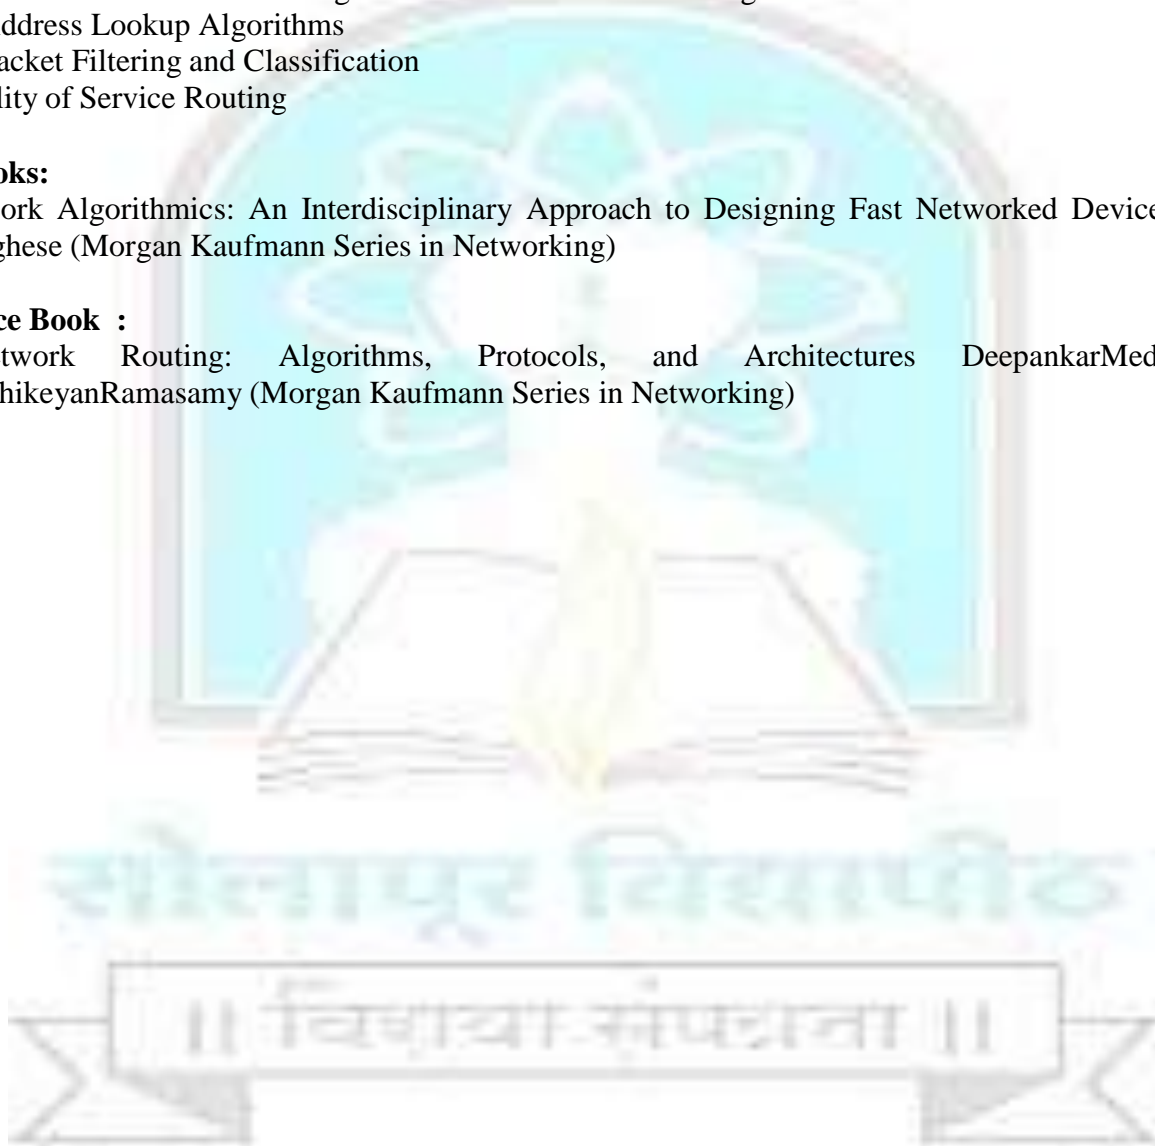 ddress Lookup Algorithms
acket Filtering and Classification
lity of Service Routing
oks:
ork Algorithmics: An Interdisciplinary Approach to Designing Fast Networked Device
ghese (Morgan Kaufmann Series in Networking)
ce Book :
twork Routing: Algorithms, Protocols, and Architectures DeepankarMed
hikeyanRamasamy (Morgan Kaufmann Series in Networking)
सोलापूर विद्यापीठ
|| विद्यया संपन्नता ||